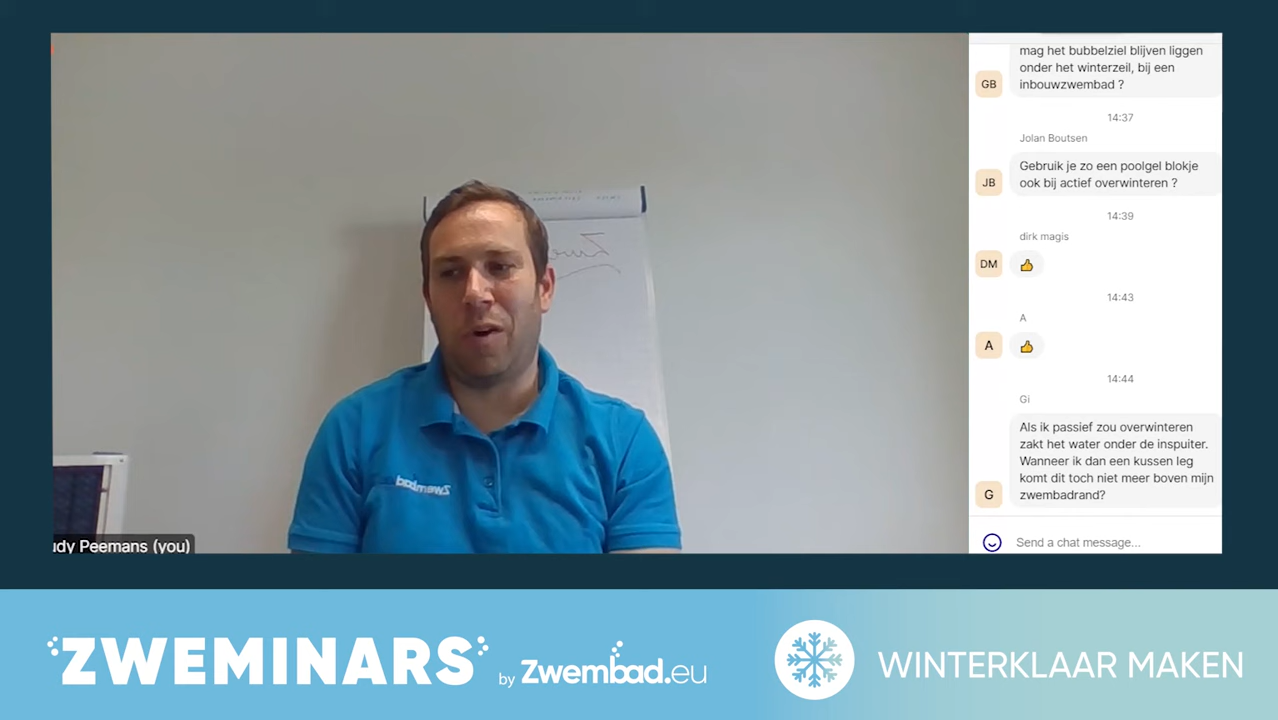 mag het bubbelziel blijven liggen
onder het winterzeil, bij een
inbouwzwembad ?
GB
14:37
Jolan Boutsen
Gebruik je zo een poolgel blokje
ook bij actief overwinteren ?
JB
14:39
dirk magis
DM
14:43
A
A
14:44
Gi
Als ik passief zou overwinteren
zakt het water onder de inspuiter.
Wanneer ik dan een kussen leg
komt dit toch niet meer boven mijn
zwembadrand?
G
Send a chat message...
Zwembad
udy Peemans (you)
ZWEMINARS
by Zwembad.eu
WINTERKLAAR MAKEN